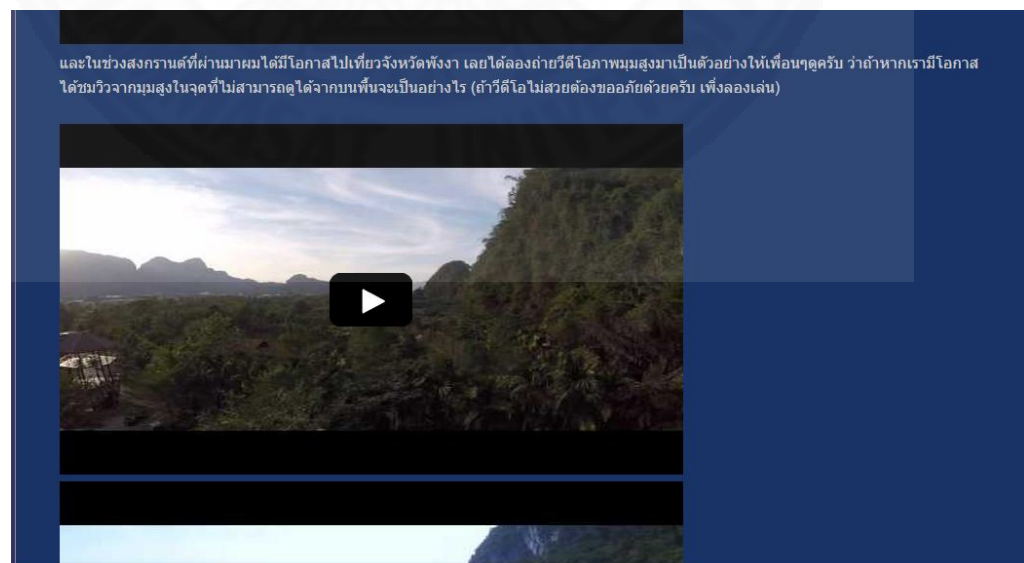 และในช่วงสงกรานต์ที่ผ่านมาผมได้มีโอกาสไปเที่ยวจังหวัดพังงา เลยได้ลองถ่ายวีดีโอภาพมุมสูงมาเป็นตัวอย่างให้เพื่อนๆดูครับ ว่าถ้าหากเรามีโอกาส
ได้ชมวิวจากมุมสูงในจุดที่ไม่สามารถดูได้จากบนพื้นจะเป็นอย่างไร (ถ้าวีดีโอไม่สวยต้องขออภัยด้วยครับ เพิ่งลองเล่น)